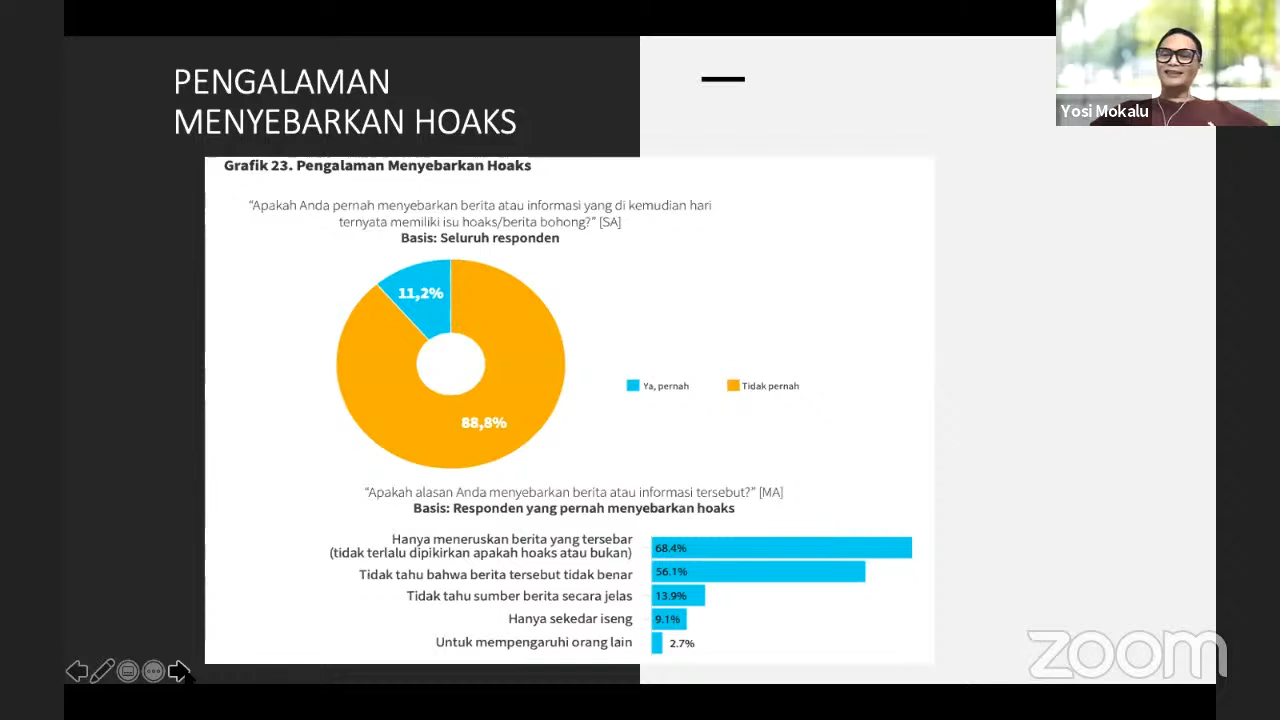 PENGALAMAN
MENYEBARKAN HOAKS
Yosi Mokalu
Grafik 23. Pengalaman Menyebarkan Hoaks
“Apakah Anda pernah menyebarkan berita atau informasi yang di kemudian hari
ternyata memiliki isu hoaks/berita bohong?” [SA]
Basis: Seluruh responden
11,2%
88,8%
Ya, pernah
Tidak pernah
“Apakah alasan Anda menyebarkan berita atau informasi tersebut?” [MA]
Basis: Responden yang pernah menyebarkan hoaks
Hanya meneruskan berita yang tersebar
(tidak terlalu dipikirkan apakah hoaks atau bukan)
68.4%
Tidak tahu bahwa berita tersebut tidak benar
56.1%
Tidak tahu sumber berita secara jelas
13.9%
Hanya sekedar iseng
9.1%
Untuk mempengaruhi orang lain
2.7%
zoom